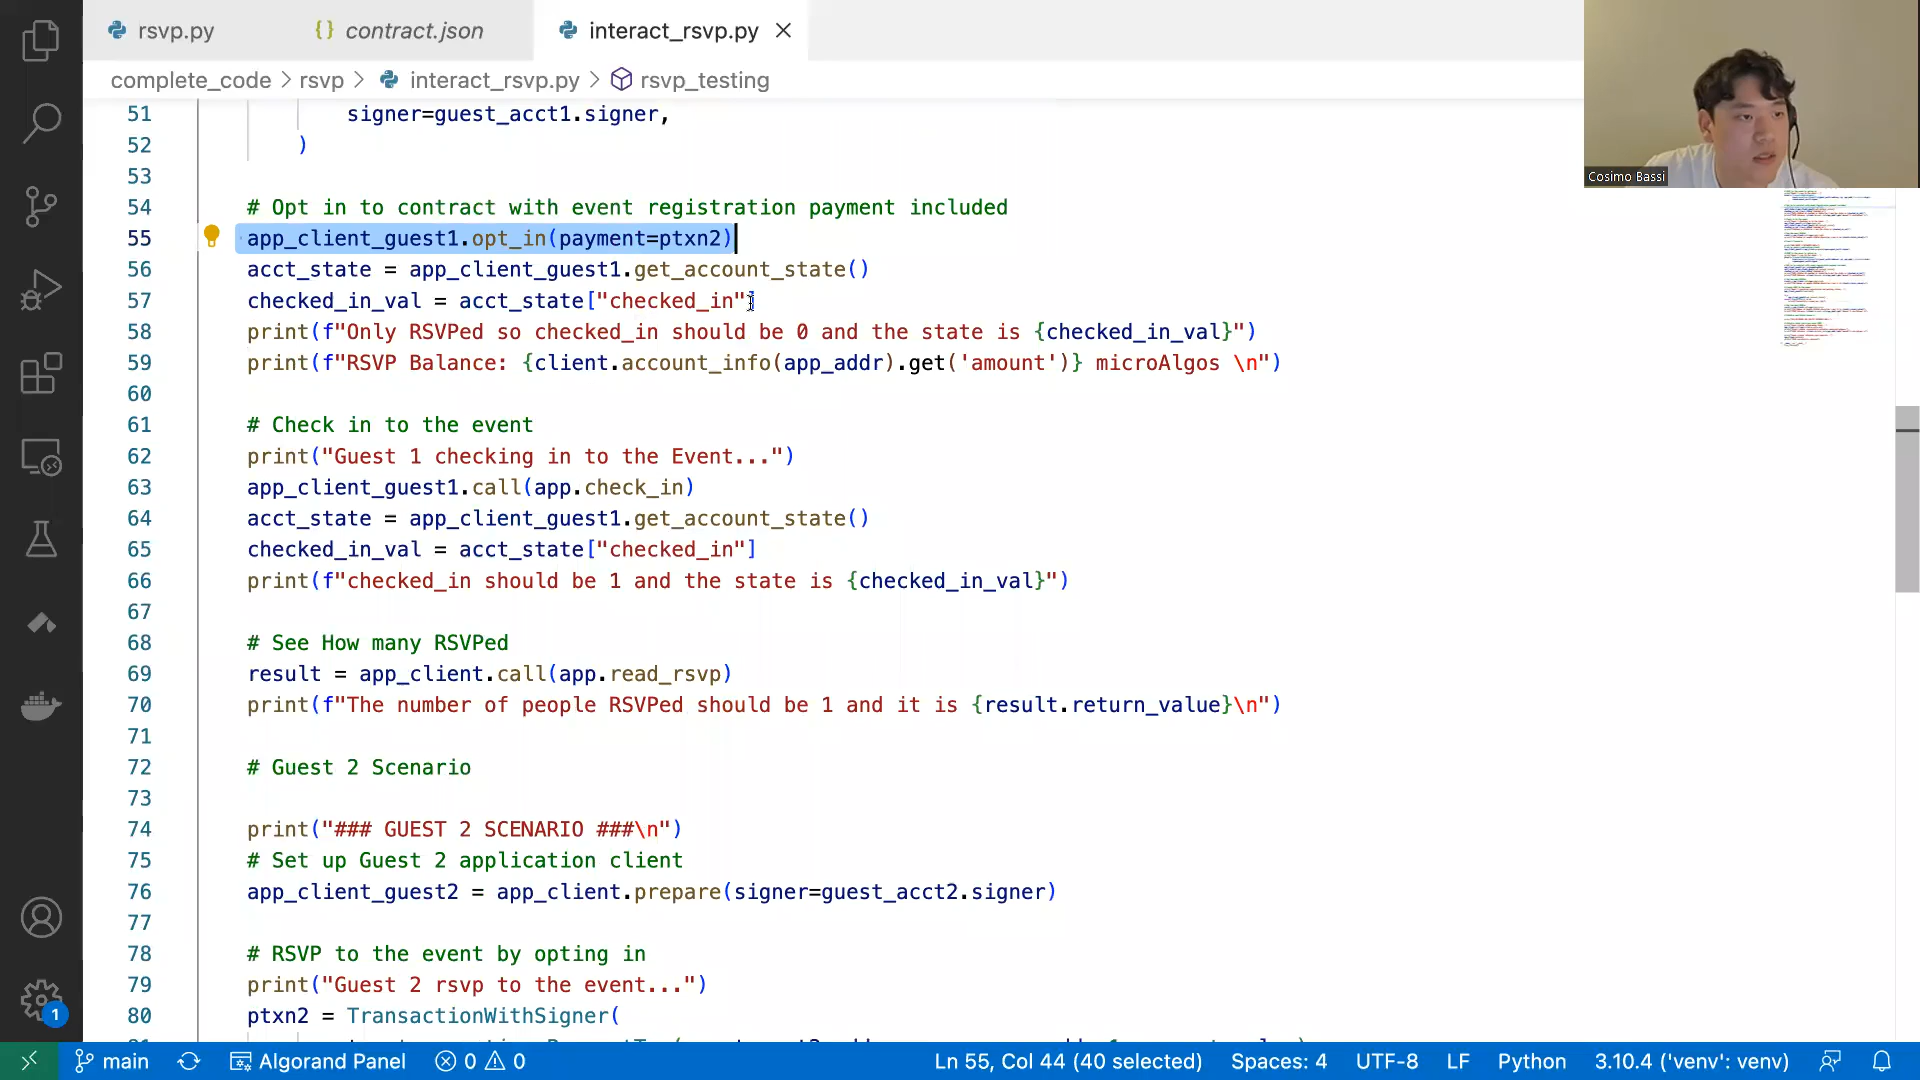 rsvp.py
{} contract.json
interact_rsvp.py
complete_code > rsvp > interact_rsvp.py > rsvp_testing
Cosimo Bassi
51 signer=guest_acct1.signer,
52 )
53
54 # Opt in to contract with event registration payment included
55 app_client_guest1.opt_in(payment=ptxn2)
56 acct_state = app_client_guest1.get_account_state()
57 checked_in_val = acct_state["checked_in"]
58 print(f"Only RSVPed so checked_in should be 0 and the state is {checked_in_val}")
59 print(f"RSVP Balance: {client.account_info(app_addr).get('amount')} microAlgos \n")
60
61 # Check in to the event
62 print("Guest 1 checking in to the Event...")
63 app_client_guest1.call(app.check_in)
64 acct_state = app_client_guest1.get_account_state()
65 checked_in_val = acct_state["checked_in"]
66 print(f"checked_in should be 1 and the state is {checked_in_val}")
67
68 # See How many RSVPed
69 result = app_client.call(app.read_rsvp)
70 print(f"The number of people RSVPed should be 1 and it is {result.return_value}\n")
71
72 # Guest 2 Scenario
73
74 print("### GUEST 2 SCENARIO ###\n")
75 # Set up Guest 2 application client
76 app_client_guest2 = app_client.prepare(signer=guest_acct2.signer)
77
78 # RSVP to the event by opting in
79 print("Guest 2 rsvp to the event...")
80 ptxn2 = TransactionWithSigner(
1
main Algorand Panel 0 0 Ln 55, Col 44 (40 selected) Spaces: 4 UTF-8 LF Python 3.10.4 ('venv': venv)